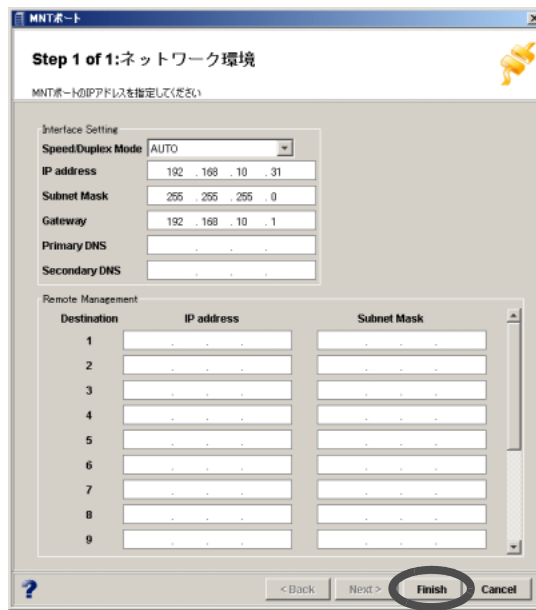 MNTポート
Step 1 of 1:ネットワーク環境
MNTポートのIPアドレスを指定してください
Interface Setting
Speed/Duplex Mode AUTO
IP address 192 . 168 . 10 . 31
Subnet Mask 255 . 255 . 255 . 0
Gateway 192 . 168 . 10 . 1
Primary DNS . . .
Secondary DNS . . .
Remote Management
Destination IP address Subnet Mask
1 . . . . . .
2 . . . . . .
3 . . . . . .
4 . . . . . .
5 . . . . . .
6 . . . . . .
7 . . . . . .
8 . . . . . .
9 . . . . . .
? < Back Next > Finish Cancel